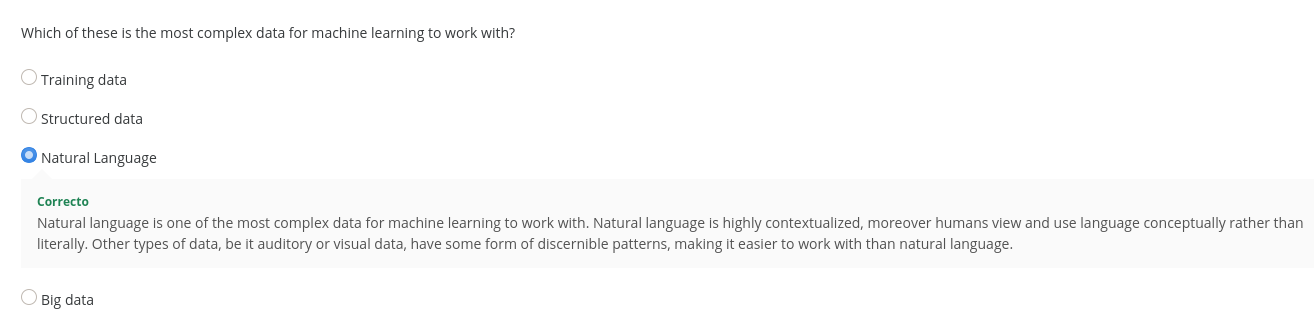 Which of these is the most complex data for machine learning to work with?
Training data
Structured data
Natural Language
Correcto
Natural language is one of the most complex data for machine learning to work with. Natural language is highly contextualized, moreover humans view and use language conceptually rather than
literally. Other types of data, be it auditory or visual data, have some form of discernible patterns, making it easier to work with than natural language.
Big data